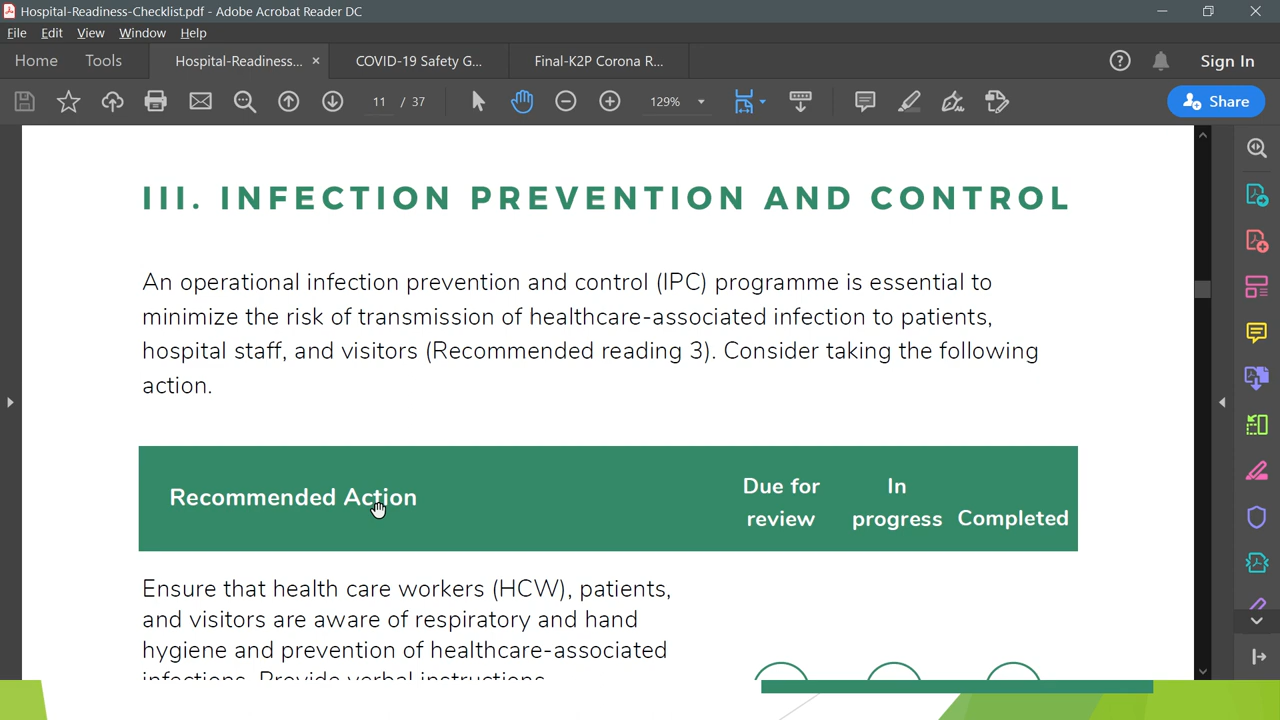 Hospital-Readiness-Checklist.pdf - Adobe Acrobat Reader DC
File Edit View Window Help
Home Tools Hospital-Readiness... × COVID-19 Safety G... Final-K2P Corona R... Sign In
11 / 37 129% Share
III. INFECTION PREVENTION AND CONTROL
An operational infection prevention and control (IPC) programme is essential to
minimize the risk of transmission of healthcare-associated infection to patients,
hospital staff, and visitors (Recommended reading 3). Consider taking the following
action.
Recommended Action
Due for
review
In
progress
Completed
Ensure that health care workers (HCW), patients,
and visitors are aware of respiratory and hand
hygiene and prevention of healthcare-associated
infections. Provide verbal instructions,